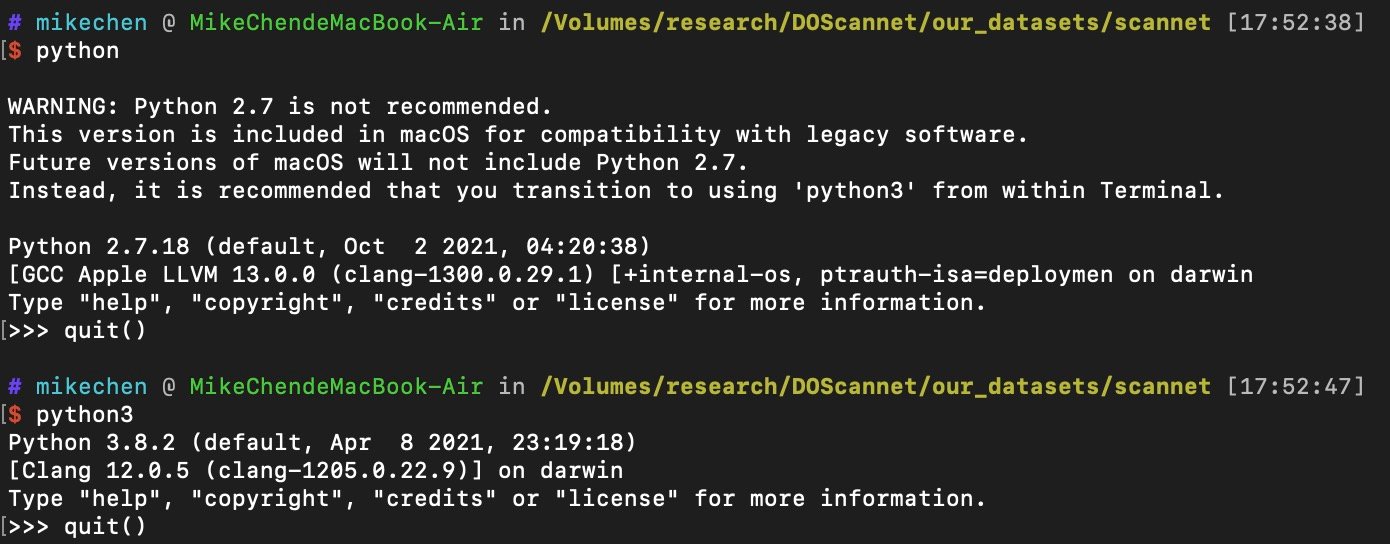 # mikechen @ MikeChendeMacBook-Air in /Volumes/research/DOScannet/our_datasets/scannet [17:52:38]
[$ python
WARNING: Python 2.7 is not recommended.
This version is included in macOS for compatibility with legacy software.
Future versions of macOS will not include Python 2.7.
Instead, it is recommended that you transition to using 'python3' from within Terminal.
Python 2.7.18 (default, Oct  2 2021, 04:20:38)
[GCC Apple LLVM 13.0.0 (clang-1300.0.29.1) [+internal-os, ptrauth-isa=deploymen on darwin
Type "help", "copyright", "credits" or "license" for more information.
[>>> quit()
# mikechen @ MikeChendeMacBook-Air in /Volumes/research/DOScannet/our_datasets/scannet [17:52:47]
[$ python3
Python 3.8.2 (default, Apr  8 2021, 23:19:18)
[Clang 12.0.5 (clang-1205.0.22.9)] on darwin
Type "help", "copyright", "credits" or "license" for more information.
[>>> quit()